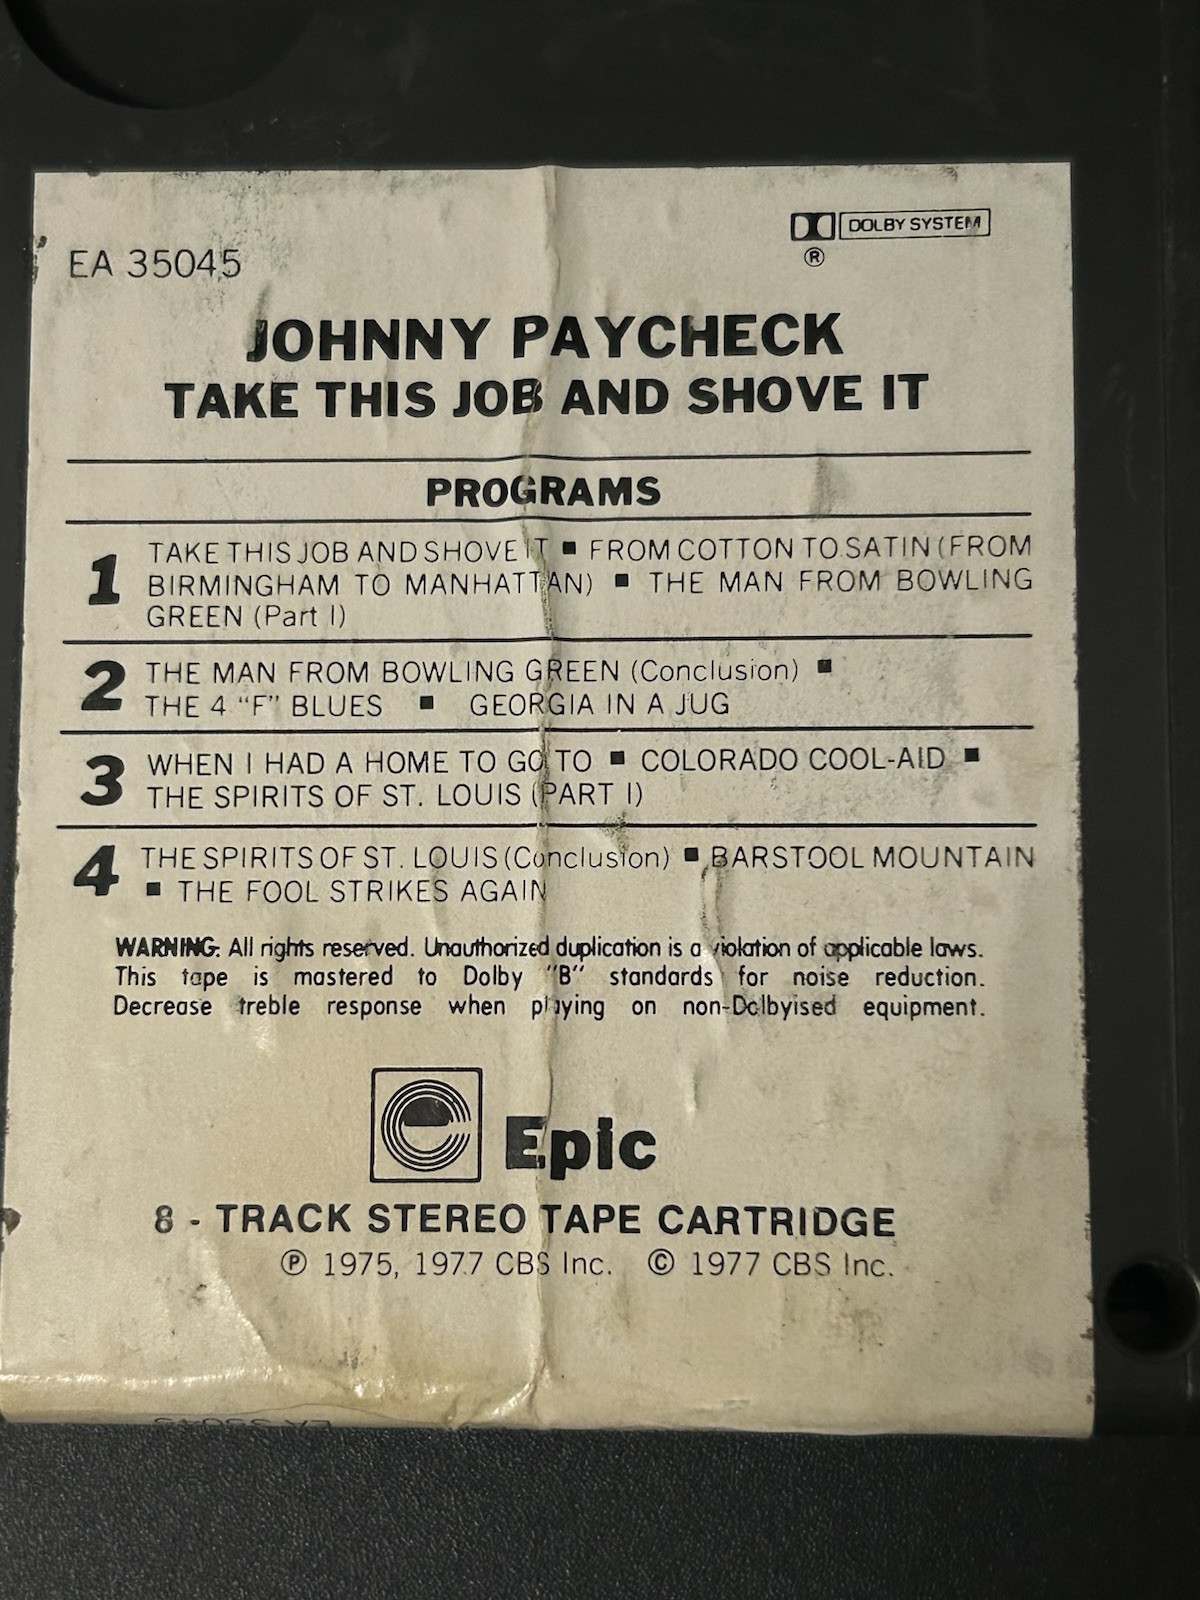 DOLBY SYSTEM
®
EA 35045
JOHNNY PAYCHECK
TAKE THIS JOB AND SHOVE IT
PROGRAMS
1 TAKE THIS JOB AND SHOVE IT ■ FROM COTTON TO SATIN (FROM
BIRMINGHAM TO MANHATTAN) ■ THE MAN FROM BOWLING
GREEN (Part I)
2 THE MAN FROM BOWLING GREEN (Conclusion) ■
THE 4 "F" BLUES ■ GEORGIA IN A JUG
3 WHEN I HAD A HOME TO GO TO ■ COLORADO COOL-AID ■
THE SPIRITS OF ST. LOUIS (PART I)
4 THE SPIRITS OF ST. LOUIS (Conclusion) ■ BARSTOOL MOUNTAIN
■ THE FOOL STRIKES AGAIN
WARNING: All rights reserved. Unauthorized duplication is a violation of applicable laws.
This tape is mastered to Dolby "B" standards for noise reduction.
Decrease treble response when playing on non-Dolbyised equipment.
Epic
8 - TRACK STEREO TAPE CARTRIDGE
℗ 1975, 1977 CBS Inc. © 1977 CBS Inc.